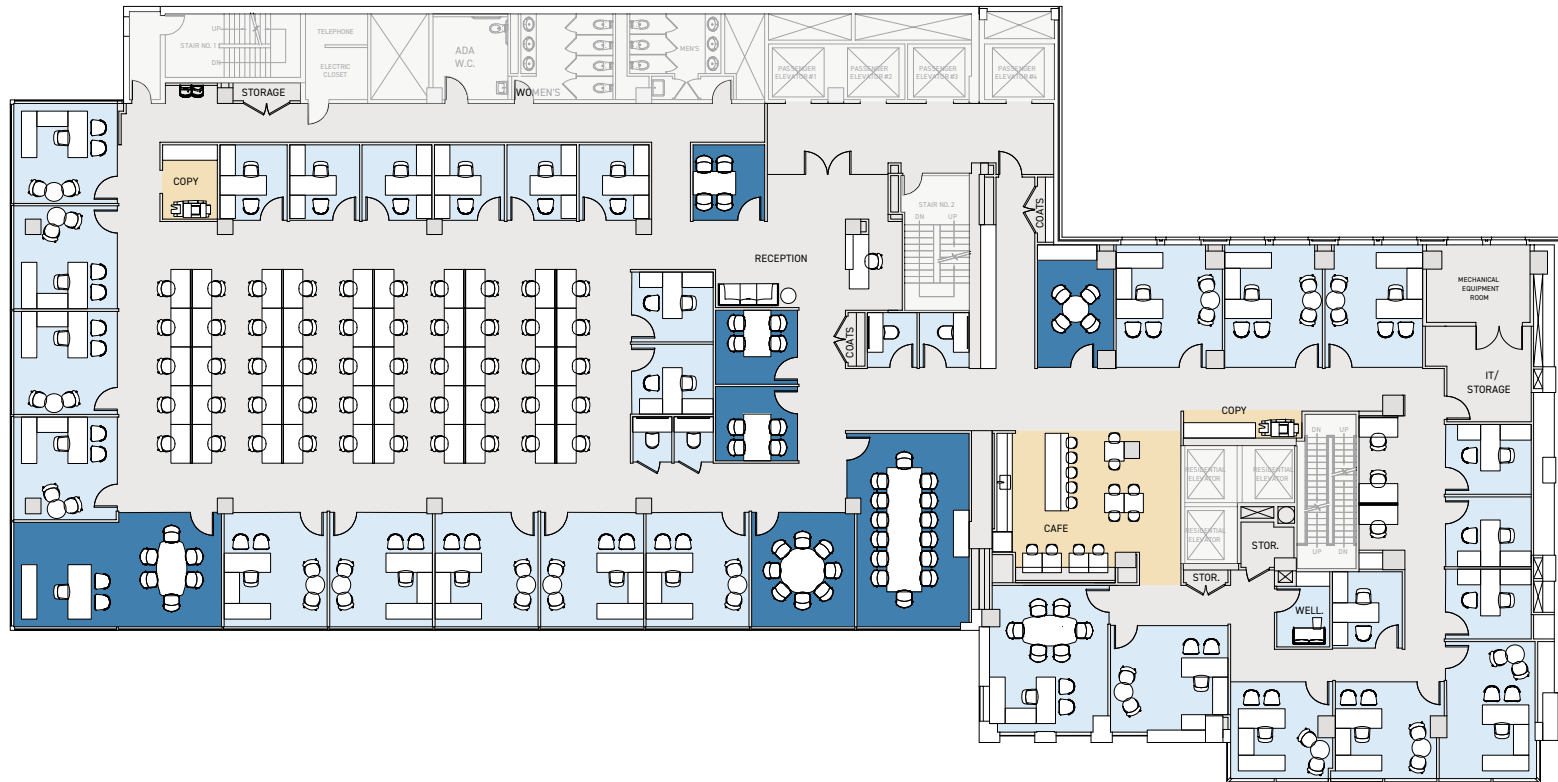 UP
STAIR NO. 1
DN
TELEPHONE
ELECTRIC
CLOSET
ADA
W.C.
WOMEN'S
MEN'S
PASSENGER
ELEVATOR #1
PASSENGER
ELEVATOR #2
PASSENGER
ELEVATOR #3
PASSENGER
ELEVATOR #4
STORAGE
COPY
STAIR NO. 2
DN UP
COATS
RECEPTION
COATS
MECHANICAL
EQUIPMENT
ROOM
IT/
STORAGE
COPY
DN UP
RESIDENTIAL
ELEVATOR
RESIDENTIAL
ELEVATOR
CAFE
RESIDENTIAL
ELEVATOR
STOR.
UP DN
STOR.
WELL.